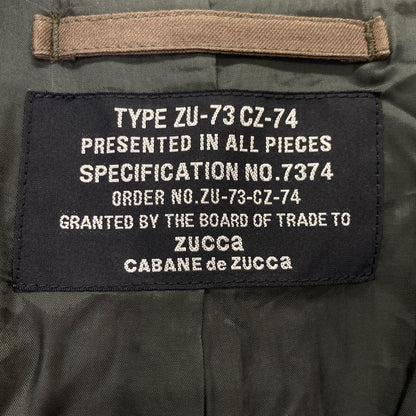 TYPE ZU-73 CZ-74
PRESENTED IN ALL PIECES
SPECIFICATION NO.7374
ORDER NO.ZU-73-CZ-74
GRANTED BY THE BOARD OF TRADE TO
zucca
CABANE de ZUCCa